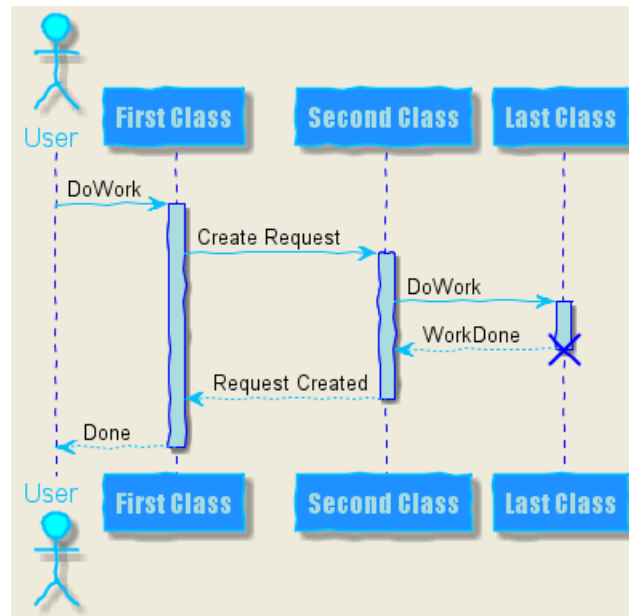 User
First Class
Second Class
Last Class
DoWork
Create Request
DoWork
WorkDone
Request Created
Done
User
First Class
Second Class
Last Class